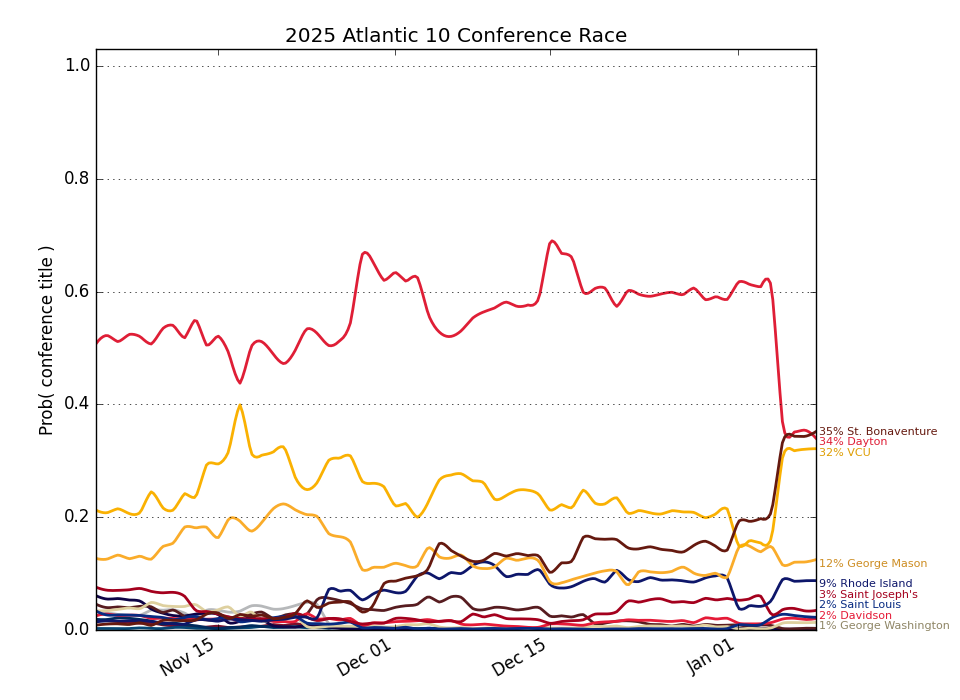 2025 Atlantic 10 Conference Race
Prob( conference title )
1.0
0.8
0.6
0.4
0.2
0.0
Nov 15
Dec 01
Dec 15
Jan 01
35% St. Bonaventure
34% Dayton
32% VCU
12% George Mason
9% Rhode Island
3% Saint Joseph's
2% Saint Louis
2% Davidson
1% George Washington